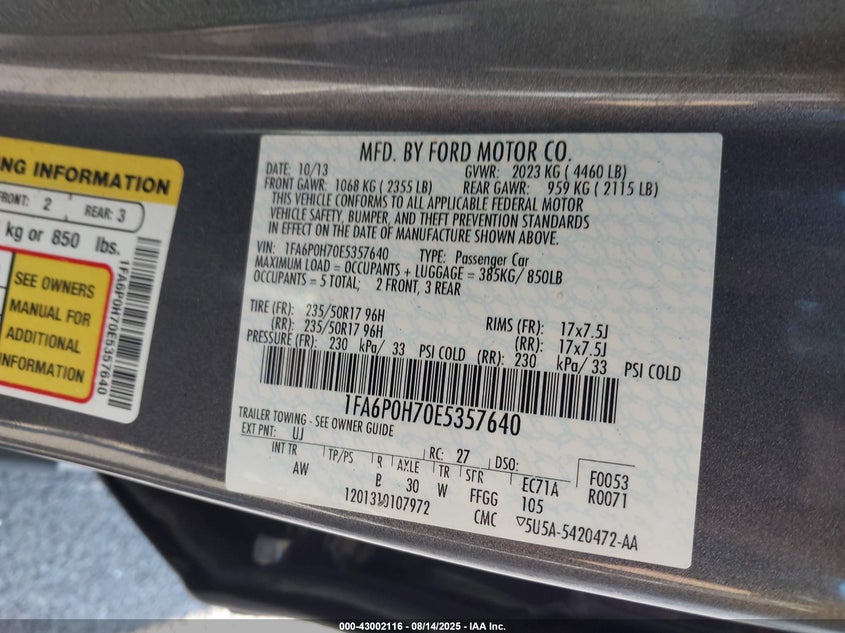 NG INFORMATION
FRONT: 2 REAR: 3
kg or 850 lbs.
SEE OWNERS
MANUAL FOR
ADDITIONAL
INFORMATION
1FA6P0H70E5357640
MFD. BY FORD MOTOR CO.
DATE: 10/13 GVWR: 2023 KG ( 4460 LB)
FRONT GAWR: 1068 KG ( 2355 LB) REAR GAWR: 959 KG ( 2115 LB)
THIS VEHICLE CONFORMS TO ALL APPLICABLE FEDERAL MOTOR
VEHICLE SAFETY, BUMPER, AND THEFT PREVENTION STANDARDS
IN EFFECT ON THE DATE OF MANUFACTURE SHOWN ABOVE.
VIN: 1FA6P0H70E5357640 TYPE: Passenger Car
MAXIMUM LOAD = OCCUPANTS + LUGGAGE = 385KG/ 850LB
OCCUPANTS = 5 TOTAL; 2 FRONT, 3 REAR
TIRE (FR): 235/50R17 96H RIMS (FR): 17x7.5J
(RR): 235/50R17 96H (RR): 17x7.5J
PRESSURE (FR): 230 kPa/ 33 PSI COLD (RR): 230 kPa/ 33 PSI COLD
1FA6P0H70E5357640
TRAILER TOWING - SEE OWNER GUIDE
EXT PNT: UJ RC: 27 DSO: F0053
INT TR TP/PS R AXLE TR SPR EC71A R0071
AW B 30 W FFGG 105
1201310107972 CMC ▽5U5A-5420472-AA
000-43002116 - 08/14/2025 - IAA Inc.